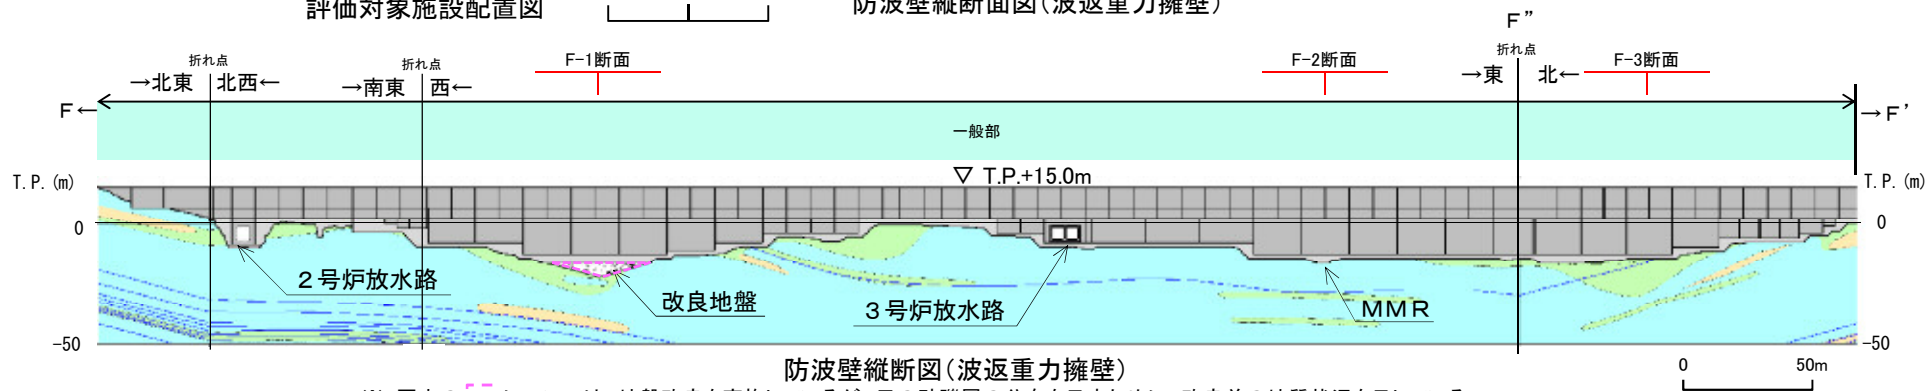 評価対象施設配置図
防波壁縦断面図(波返重力擁壁)
F”
折れ点
折れ点
折れ点
F-1断面
F-2断面
F-3断面
→北東
北西←
→南東
西←
→東
北←
F←
→F’
一般部
▽ T.P.+15.0m
T.P.(m)
T.P.(m)
0
0
2号炉放水路
改良地盤
3号炉放水路
MMR
-50
-50
防波壁縦断図(波返重力擁壁)
0
50m